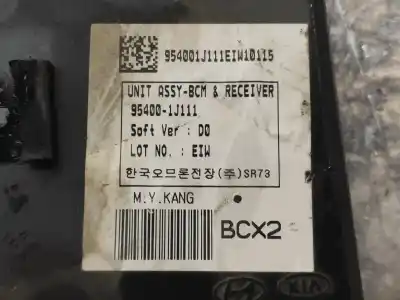 954001J111EIW10115
UNIT ASSY-BCM & RECEIVER
95400-1J111
Soft Ver : D0
LOT NO. : EIW
한국오므론전장(주)SR73
M.Y.KANG
BCX2
KIA